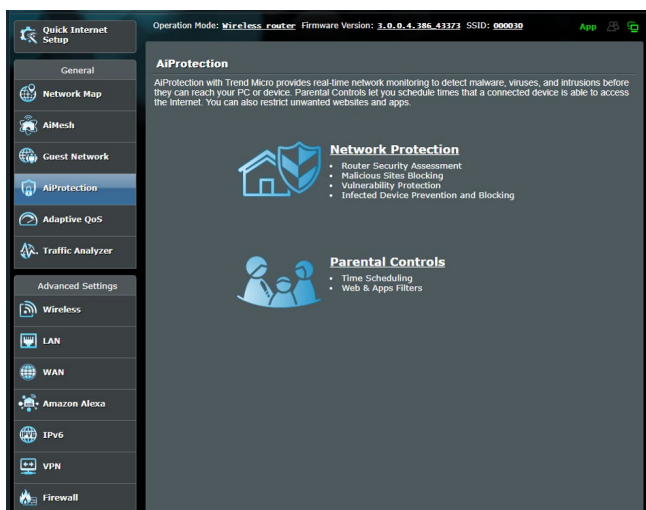 Quick Internet
Setup
Operation Mode: Wireless router Firmware Version: 3.0.0.4.386_43373 SSID: 000030
App
General
Network Map
AiMesh
Guest Network
AiProtection
Adaptive QoS
Traffic Analyzer
Advanced Settings
Wireless
LAN
WAN
Amazon Alexa
IPv6
VPN
Firewall
AiProtection
AiProtection with Trend Micro provides real-time network monitoring to detect malware, viruses, and intrusions before
they can reach your PC or device. Parental Controls let you schedule times that a connected device is able to access
the Internet. You can also restrict unwanted websites and apps.
Network Protection
• Router Security Assessment
• Malicious Sites Blocking
• Vulnerability Protection
• Infected Device Prevention and Blocking
Parental Controls
• Time Scheduling
• Web & Apps Filters